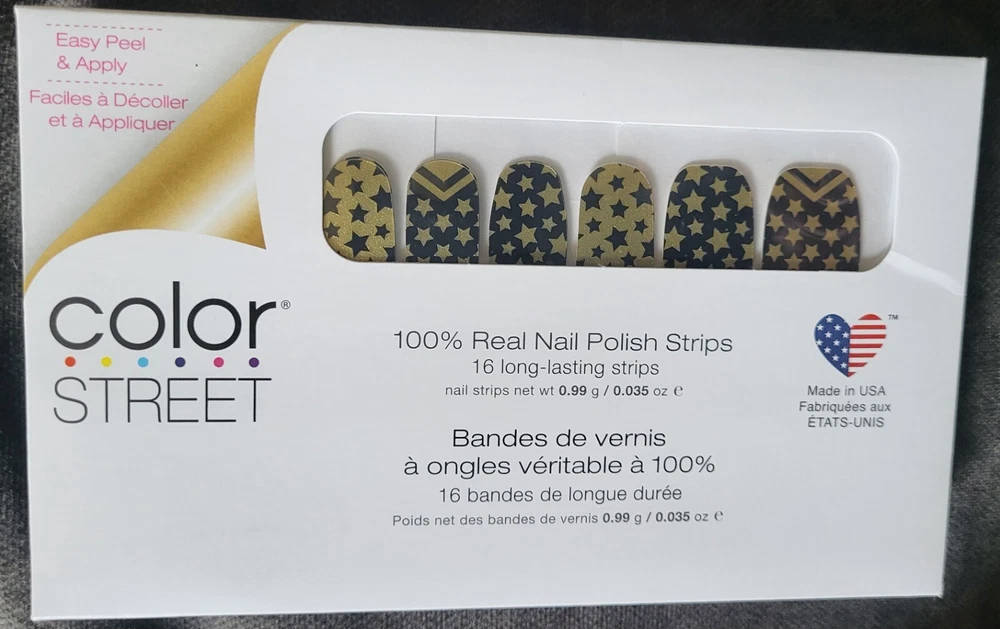 Easy Peel
& Apply
Faciles à Décoller
et à Appliquer
color®
STREET
100% Real Nail Polish Strips
16 long-lasting strips
nail strips net wt 0.99 g / 0.035 oz ℮
Bandes de vernis
à ongles véritable à 100%
16 bandes de longue durée
Poids net des bandes de vernis 0.99 g / 0.035 oz ℮
™
Made in USA
Fabriquées aux
ÉTATS-UNIS